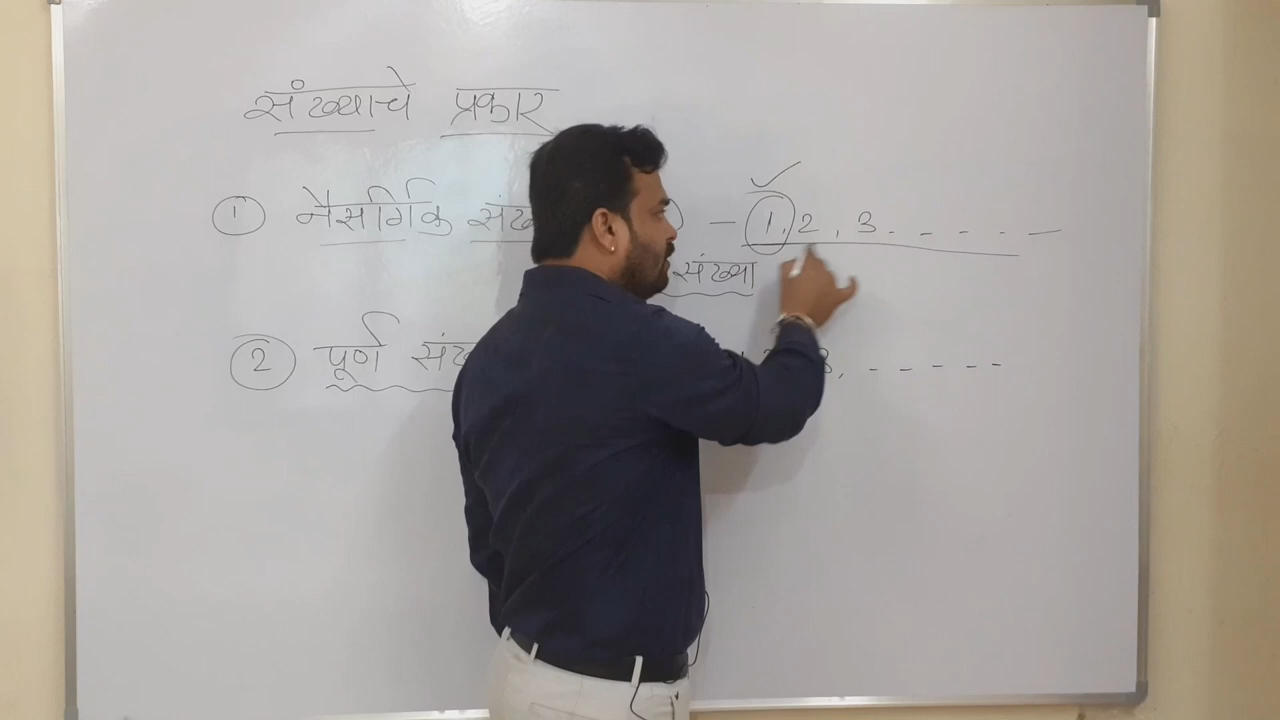 संख्याचे प्रकार
① नैसर्गिक - 1, 2, 3 - - - - -
संख्या
② पूर्ण 3, - - - - -